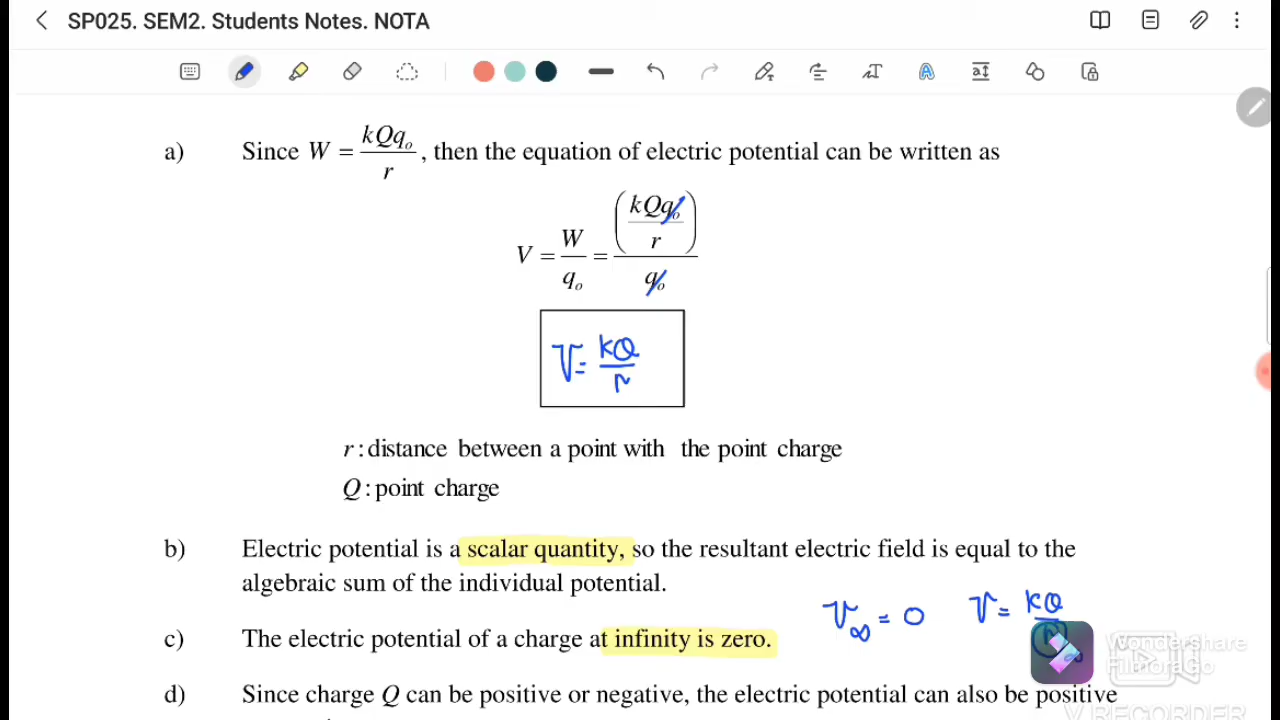 SP025. SEM2. Students Notes. NOTA
a) Since W = kQq₀/r, then the equation of electric potential can be written as
V = W/q₀ = (kQq₀/r)/q₀
V = kQ/r
r : distance between a point with the point charge
Q : point charge
b) Electric potential is a scalar quantity, so the resultant electric field is equal to the
algebraic sum of the individual potential.
V∞ = 0 V = kQ/r
∞
c) The electric potential of a charge at infinity is zero.
Wondershare
Filmora
d) Since charge Q can be positive or negative, the electric potential can also be positive
V RECORDER